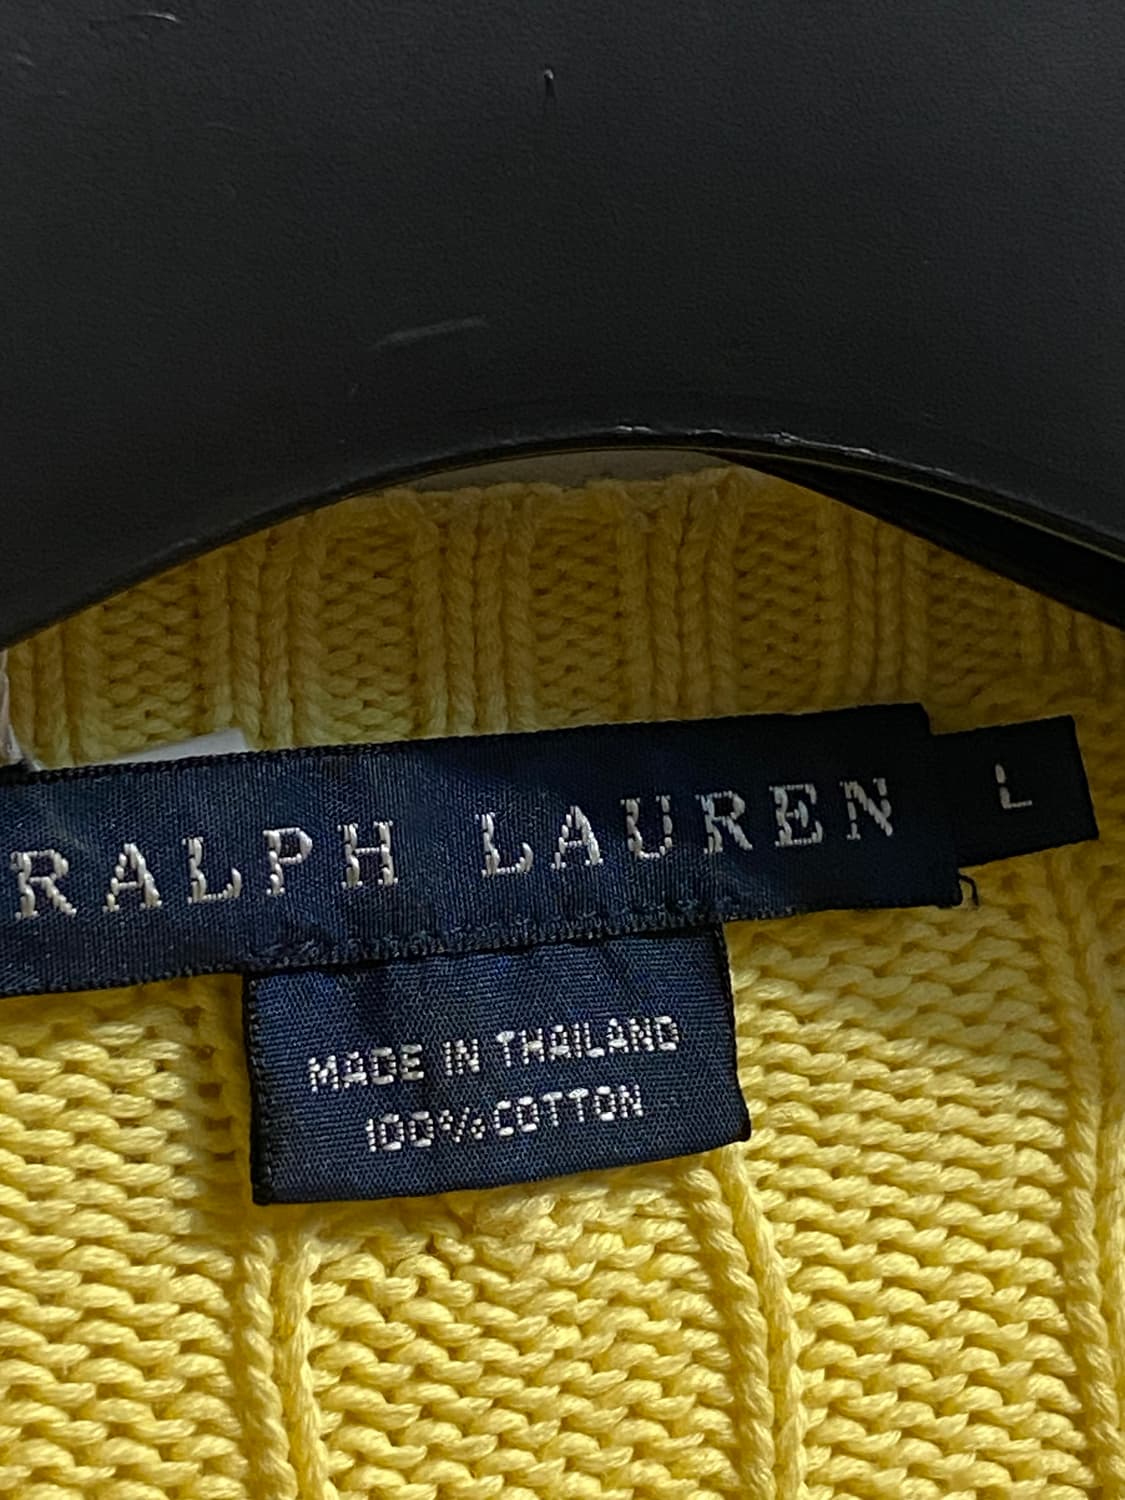 RALPH LAUREN
L
MADE IN THAILAND
100% COTTON